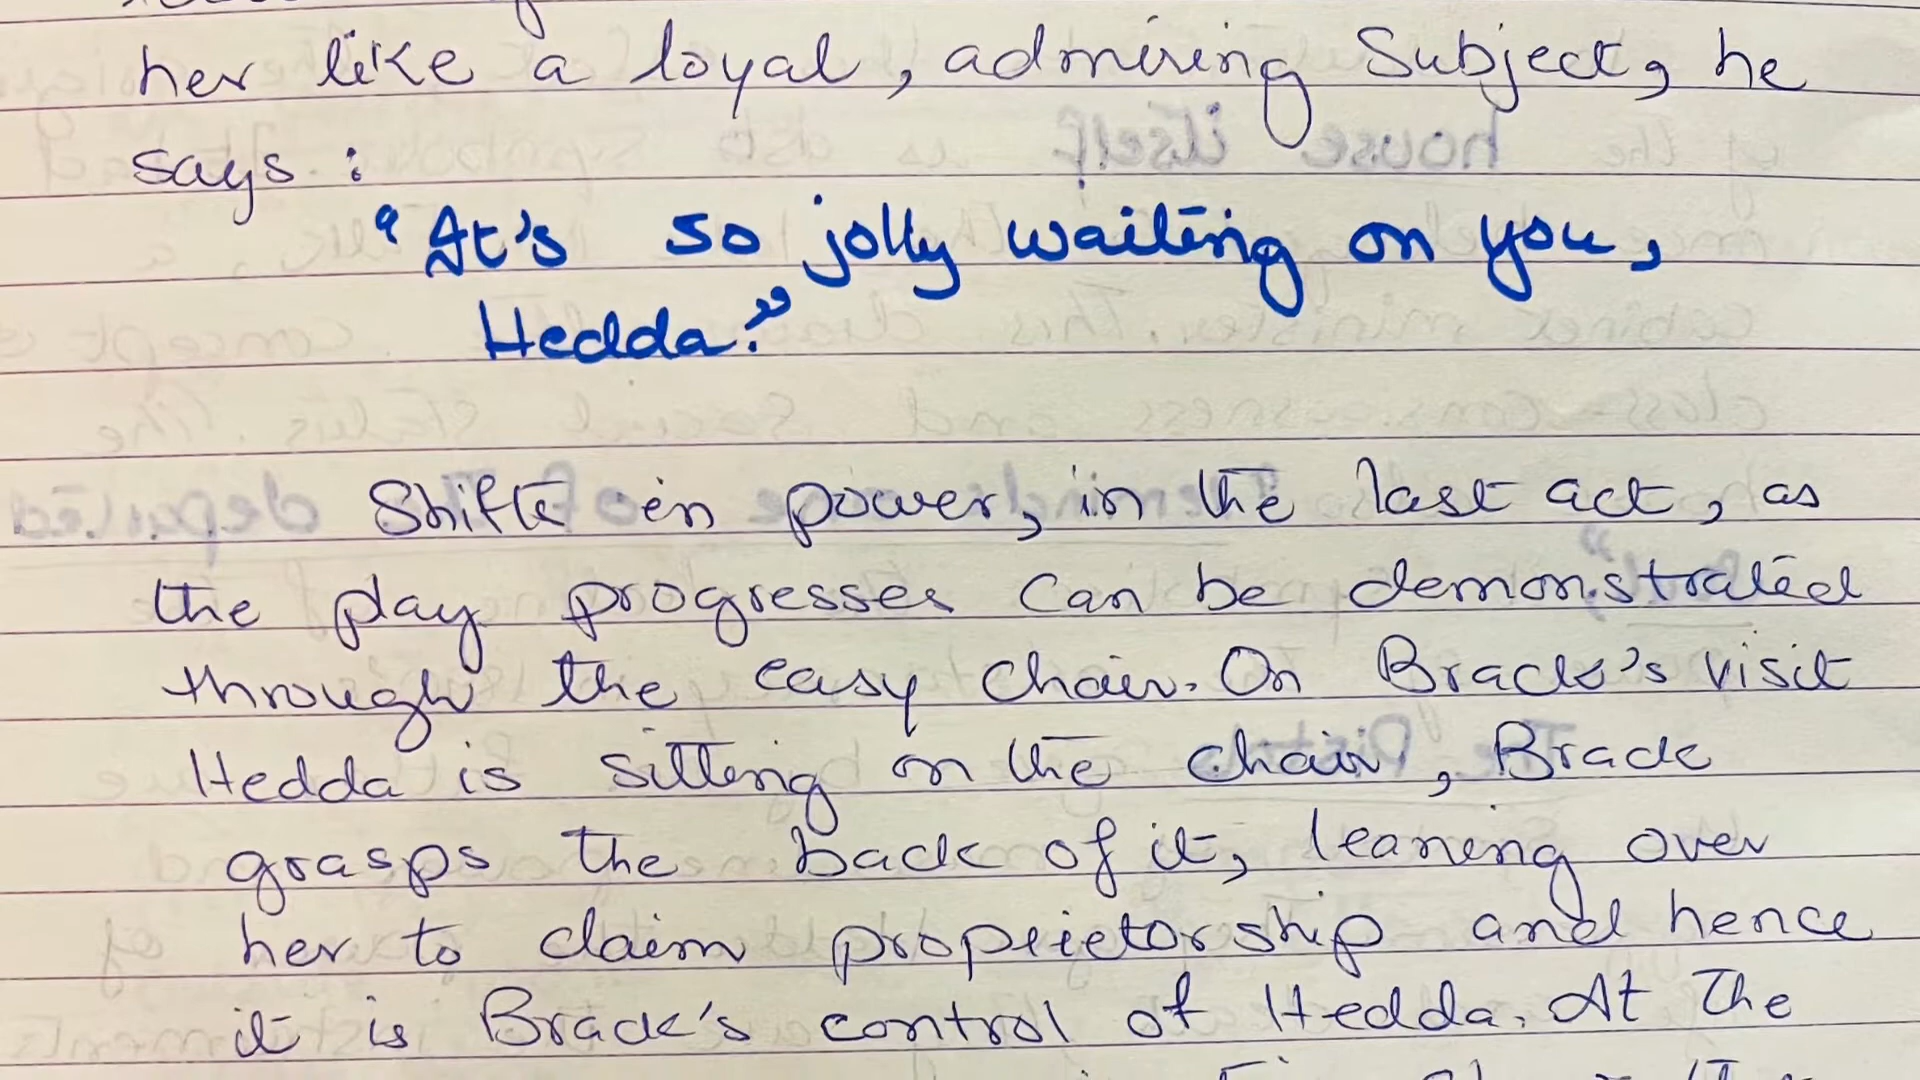 her like a loyal, admiring Subject, he
says :
"It's so jolly waiting on you,
Hedda."
Shifts in power, in the last act, as
the play progresses can be demonstrated
through the easy chair. On Brack's visit
Hedda is sitting on the chair, Brack
grasps the back of it, leaning over
her to claim proprietorship and hence
it is Brack's control of Hedda. At the